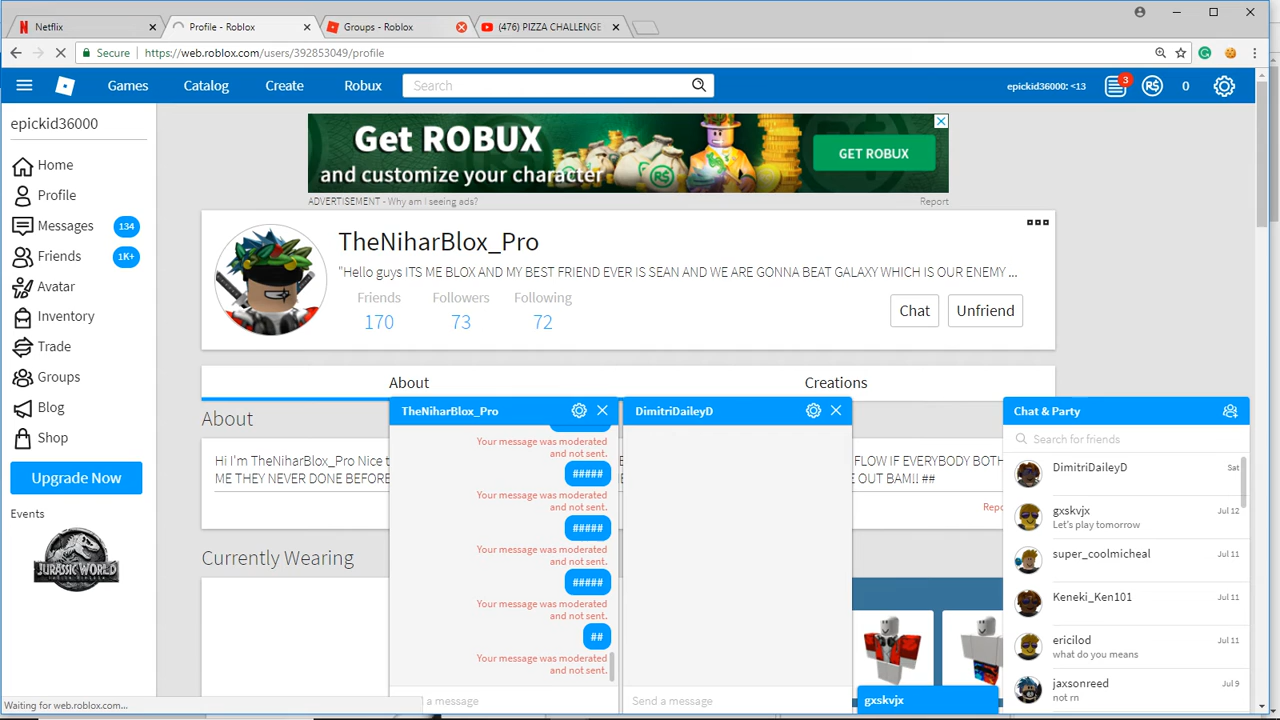 Netflix
Profile - Roblox
Groups - Roblox
(476) PIZZA CHALLENGE
Secure
https://web.roblox.com/users/392853049/profile
Games
Catalog
Create
Robux
Search
epickid36000: <13
3
R$
0
epickid36000
Home
Profile
Messages 134
Friends 1K+
Avatar
Inventory
Trade
Groups
Blog
Shop
Upgrade Now
Events
JURASSIC WORLD
Get ROBUX
and customize your character
GET ROBUX
ADVERTISEMENT - Why am I seeing ads?
Report
TheNiharBlox_Pro
"Hello guys ITS ME BLOX AND MY BEST FRIEND EVER IS SEAN AND WE ARE GONNA BEAT GALAXY WHICH IS OUR ENEMY ...
Friends
Followers
Following
170
73
72
Chat
Unfriend
About
Creations
About
Hi I'm TheNiharBlox_Pro Nice t
FLOW IF EVERYBODY BOTH
ME THEY NEVER DONE BEFORE
E OUT BAM!! ##
Repo
Currently Wearing
TheNiharBlox_Pro
Your message was moderated
and not sent.
#####
Your message was moderated
and not sent.
#####
Your message was moderated
and not sent.
#####
Your message was moderated
and not sent.
##
Your message was moderated
and not sent.
a message
DimitriDaileyD
Send a message
gxskvjx
Chat & Party
Search for friends
DimitriDaileyD
Sat
gxskvjx
Jul 12
Let's play tomorrow
super_coolmicheal
Jul 11
Keneki_Ken101
Jul 11
ericilod
Jul 11
what do you means
jaxsonreed
Jul 9
not rn
Waiting for web.roblox.com...